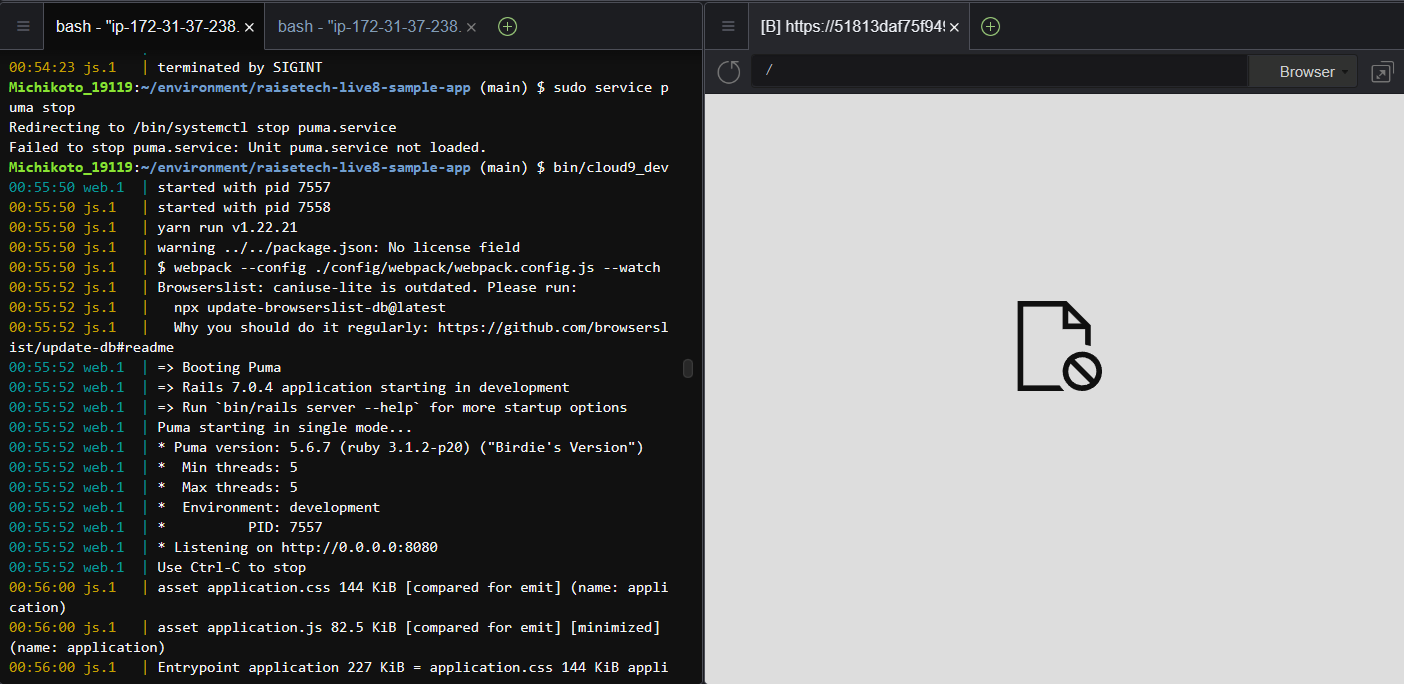 bash - "ip-172-31-37-238. ×
bash - "ip-172-31-37-238. ×
[B] https://51813daf75f949 ×
/
Browser
00:54:23 js.1   | terminated by SIGINT
Michikoto_19119:~/environment/raisetech-live8-sample-app (main) $ sudo service p
uma stop
Redirecting to /bin/systemctl stop puma.service
Failed to stop puma.service: Unit puma.service not loaded.
Michikoto_19119:~/environment/raisetech-live8-sample-app (main) $ bin/cloud9_dev
00:55:50 web.1  | started with pid 7557
00:55:50 js.1   | started with pid 7558
00:55:50 js.1   | yarn run v1.22.21
00:55:50 js.1   | warning ../../package.json: No license field
00:55:50 js.1   | $ webpack --config ./config/webpack/webpack.config.js --watch
00:55:52 js.1   | Browserslist: caniuse-lite is outdated. Please run:
00:55:52 js.1   |   npx update-browserslist-db@latest
00:55:52 js.1   |   Why you should do it regularly: https://github.com/browsersl
ist/update-db#readme
00:55:52 web.1  | => Booting Puma
00:55:52 web.1  | => Rails 7.0.4 application starting in development
00:55:52 web.1  | => Run `bin/rails server --help` for more startup options
00:55:52 web.1  | Puma starting in single mode...
00:55:52 web.1  | * Puma version: 5.6.7 (ruby 3.1.2-p20) ("Birdie's Version")
00:55:52 web.1  | *  Min threads: 5
00:55:52 web.1  | *  Max threads: 5
00:55:52 web.1  | *  Environment: development
00:55:52 web.1  | *          PID: 7557
00:55:52 web.1  | * Listening on http://0.0.0.0:8080
00:55:52 web.1  | Use Ctrl-C to stop
00:56:00 js.1   | asset application.css 144 KiB [compared for emit] (name: appli
cation)
00:56:00 js.1   | asset application.js 82.5 KiB [compared for emit] [minimized]
(name: application)
00:56:00 js.1   | Entrypoint application 227 KiB = application.css 144 KiB appli